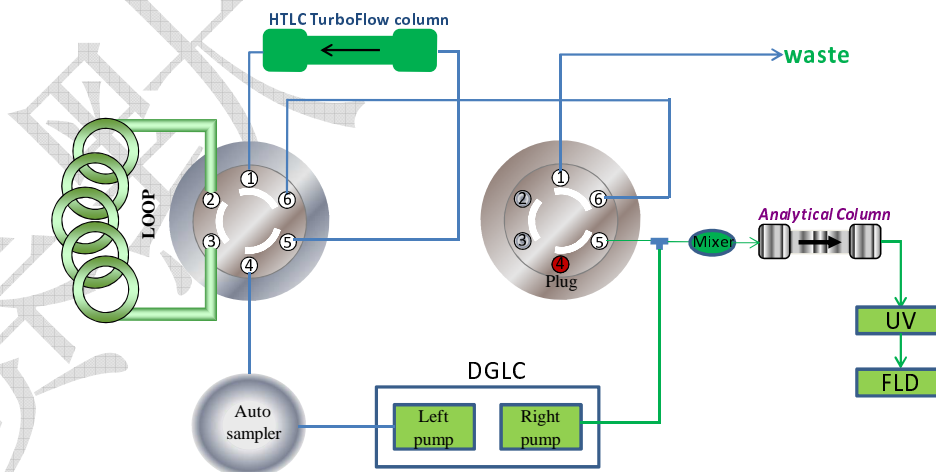 HTLC TurboFlow column
waste
LOOP
1
2
6
3
5
4
1
2
6
3
5
4
Plug
Mixer
Analytical Column
UV
FLD
DGLC
Auto
sampler
Left
pump
Right
pump